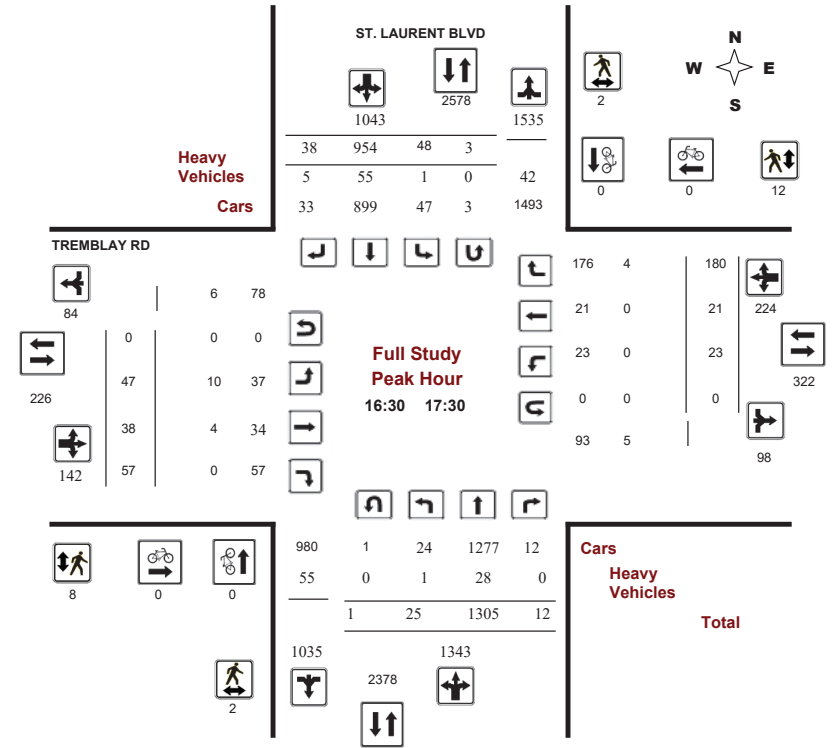 ST. LAURENT BLVD
N
W E
S
2578
2
1043 1535
38 954 48 3
Heavy
Vehicles
5 55 1 0 42
Cars
33 899 47 3 1493
0 0 12
TREMBLAY RD
84
6 78
176 4 180
224
0 0 0
21 0 21
Full Study
Peak Hour
16:30 17:30
47 10 37
23 0 23
322
226
0 0 0
38 4 34
93 5
98
142
57 0 57
980 1 24 1277 12
Cars
55 0 1 28 0
Heavy
Vehicles
8 0 0
1 25 1305 12
Total
1035 1343
2378
2